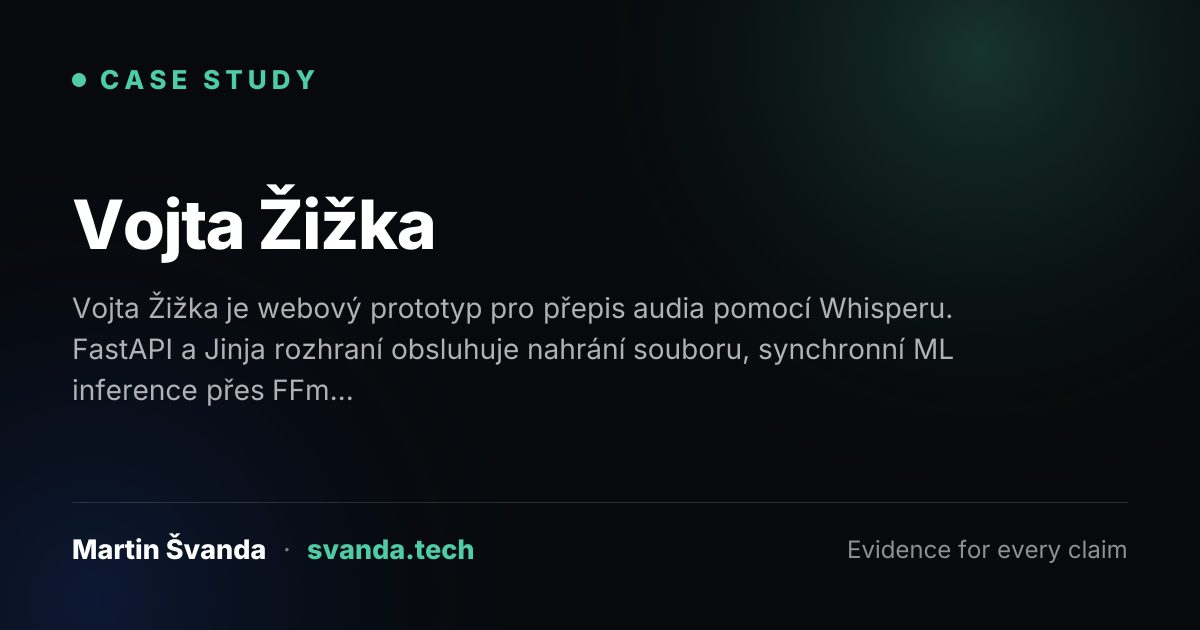 CASE STUDY
Vojta Žižka
Vojta Žižka je webový prototyp pro přepis audia pomocí Whisperu.
FastAPI a Jinja rozhraní obsluhuje nahrání souboru, synchronní ML
inference přes FFm...
Martin Švanda · svanda.tech
Evidence for every claim